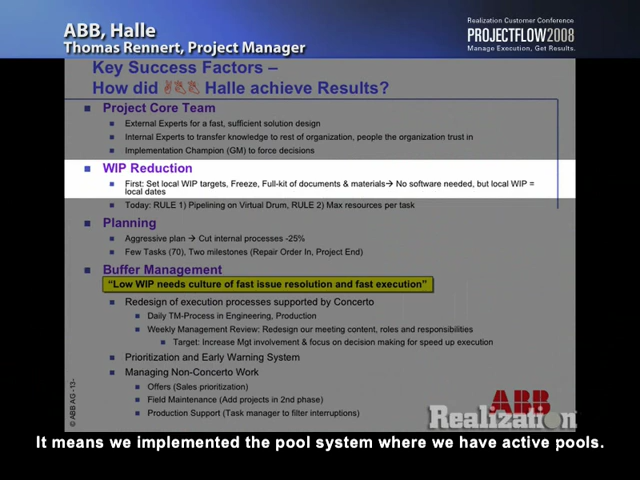 ABB, Halle
Thomas Rennert, Project Manager
Realization Customer Conference
PROJECTFLOW2008
Manage Execution, Get Results.
Key Success Factors –
How did ABB Halle achieve Results?
Project Core Team
External Experts for a fast, sufficient solution design
Internal Experts to transfer knowledge to rest of organization, people the organization trust in
Implementation Champion (GM) to force decisions
WIP Reduction
First: Set local WIP targets, Freeze, Full-kit of documents & materials→ No software needed, but local WIP =
local dates
Today: RULE 1) Pipelining on Virtual Drum, RULE 2) Max resources per task
Planning
Aggressive plan → Cut internal processes -25%
Few Tasks (70), Two milestones (Repair Order In, Project End)
Buffer Management
“Low WIP needs culture of fast issue resolution and fast execution”
Redesign of execution processes supported by Concerto
Daily TM-Process in Engineering, Production
Weekly Management Review: Redesign our meeting content, roles and responsibilities
Target: Increase Mgt involvement & focus on decision making for speed up execution
Prioritization and Early Warning System
Managing Non-Concerto Work
Offers (Sales prioritization)
Field Maintenance (Add projects in 2nd phase)
Production Support (Task manager to filter interruptions)
© ABB AG -13-
ABB
Realization
It means we implemented the pool system where we have active pools.